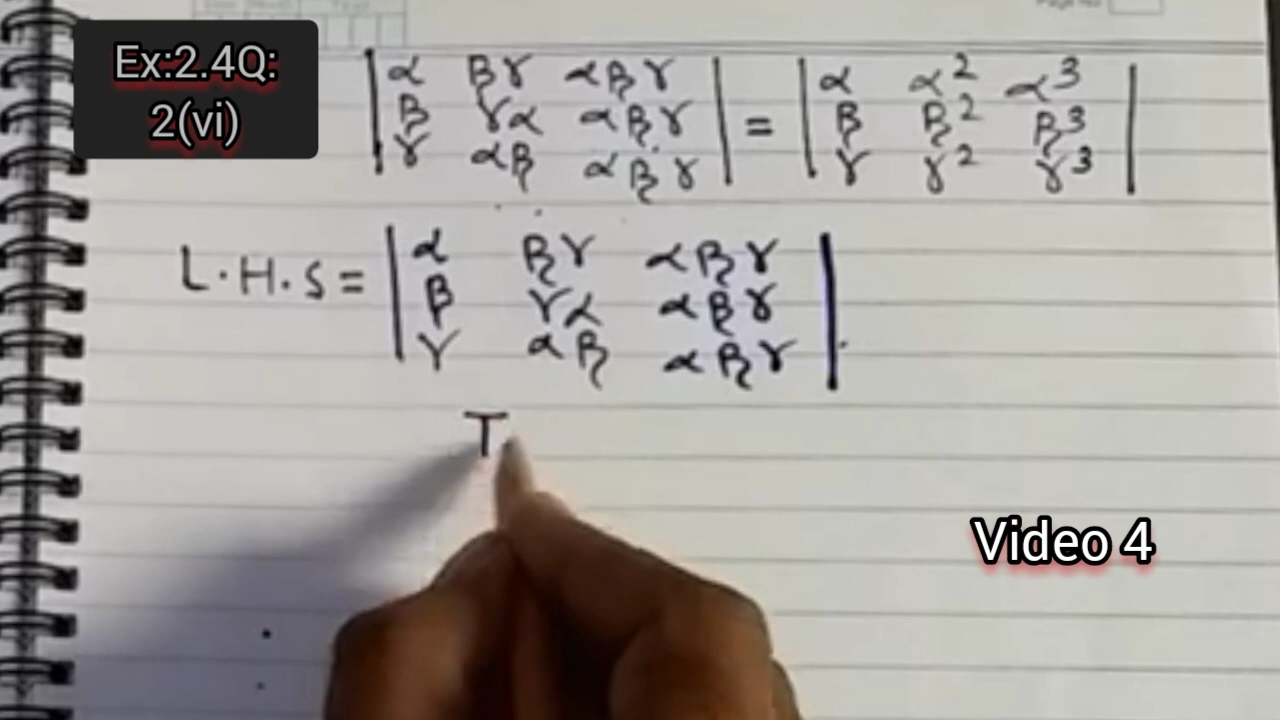 Ex:2.4Q:
2(vi)
| α βγ αβγ | = | α α² α³ |
| β γα αβγ | | β β² β³ |
| γ αβ αβγ | | γ γ² γ³ |
L.H.S = | α βγ αβγ |
| β γα αβγ |
| γ αβ αβγ |
T
Video 4